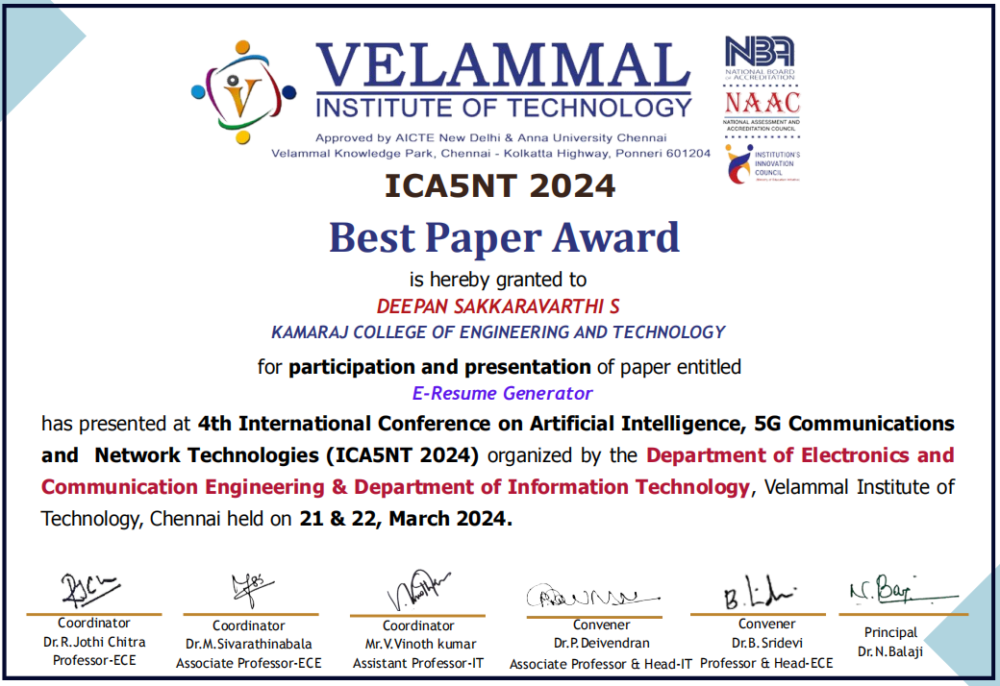 VELAMMAL
INSTITUTE OF TECHNOLOGY
Approved by AICTE New Delhi & Anna University Chennai
Velammal Knowledge Park, Chennai - Kolkatta Highway, Ponneri 601204
V
NBA
NATIONAL BOARD
OF ACCREDITATION
NAAC
NATIONAL ASSESSMENT AND
ACCREDITATION COUNCIL
INSTITUTION'S
INNOVATION
COUNCIL
ICA5NT 2024
Best Paper Award
is hereby granted to
DEEPAN SAKKARAVARTHI S
KAMARAJ COLLEGE OF ENGINEERING AND TECHNOLOGY
for participation and presentation of paper entitled
E-Resume Generator
has presented at 4th International Conference on Artificial Intelligence, 5G Communications
and Network Technologies (ICA5NT 2024) organized by the Department of Electronics and
Communication Engineering & Department of Information Technology, Velammal Institute of
Technology, Chennai held on 21 & 22, March 2024.
Coordinator
Dr.R.Jothi Chitra
Professor-ECE
Coordinator
Dr.M.Sivarathinabala
Associate Professor-ECE
Coordinator
Mr.V.Vinoth kumar
Assistant Professor-IT
Convener
Dr.P.Deivendran
Associate Professor & Head-IT
Convener
Dr.B.Sridevi
Professor & Head-ECE
Principal
Dr.N.Balaji